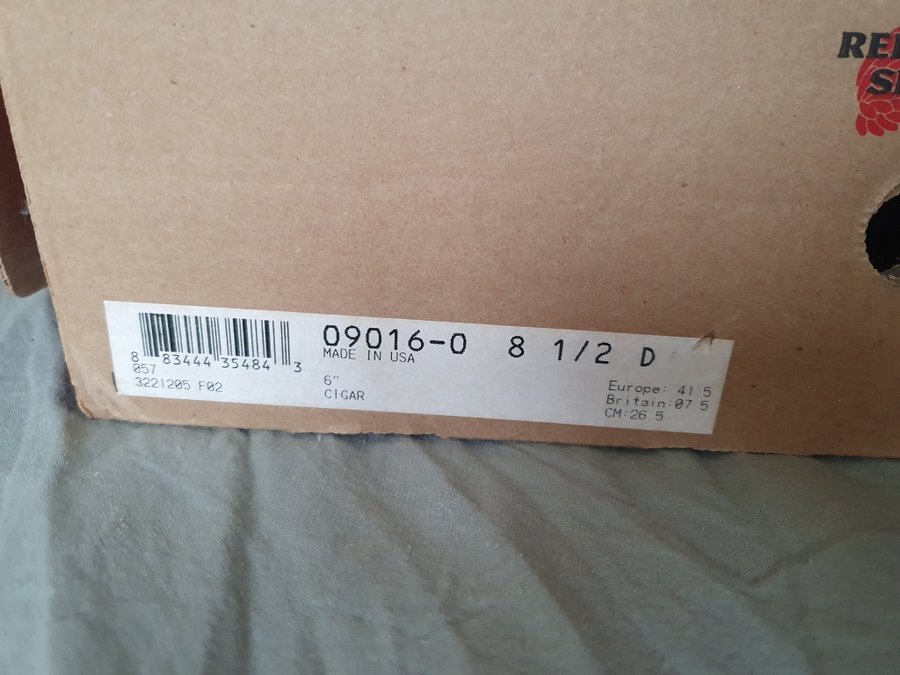 RE
S
09016-0 8 1/2 D
MADE IN USA
8 83444 35484 3
057
3221205 F02
6"
CIGAR
Europe: 41 5
Britain:07 5
CM:26.5